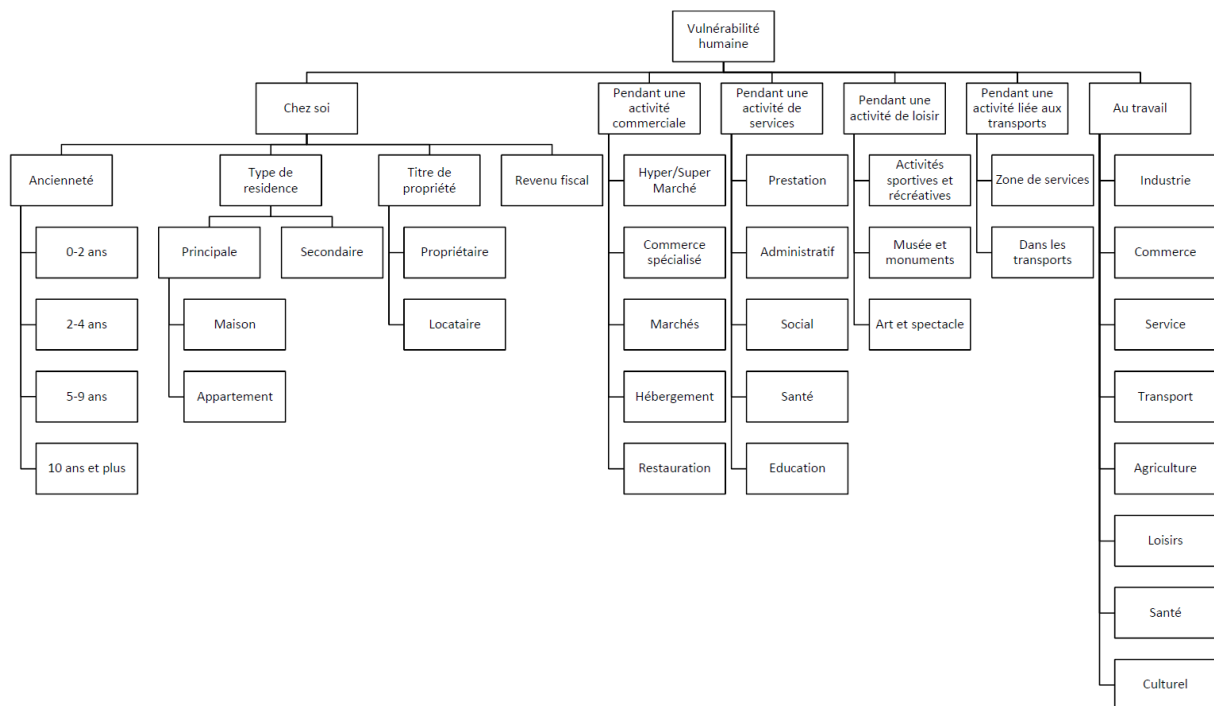 Vulnérabilité
humaine
Chez soi
Pendant une
activité
commerciale
Pendant une
activité de
services
Pendant une
activité de loisir
Pendant une
activité liée aux
transports
Au travail
Ancienneté
Type de
residence
Titre de
propriété
Revenu fiscal
Hyper/Super
Marché
Prestation
Activités
sportives et
récréatives
Zone de services
Industrie
0-2 ans
Principale
Secondaire
Propriétaire
Commerce
spécialisé
Administratif
Musée et
monuments
Dans les
transports
Commerce
2-4 ans
Maison
Locataire
Marchés
Social
Art et spectacle
Service
5-9 ans
Appartement
Hébergement
Santé
Transport
10 ans et plus
Restauration
Education
Agriculture
Loisirs
Santé
Culturel